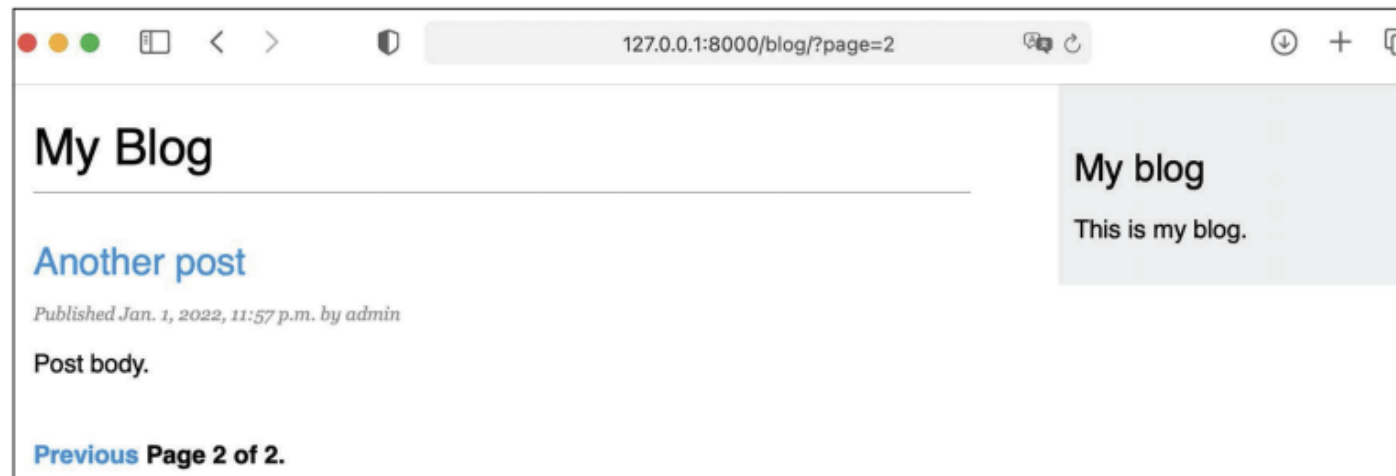 127.0.0.1:8000/blog/?page=2
My Blog
Another post
Published Jan. 1, 2022, 11:57 p.m. by admin
Post body.
Previous Page 2 of 2.
My blog
This is my blog.